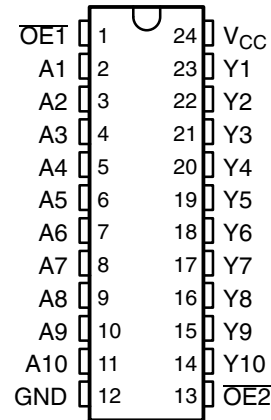 O̅E̅1̅ 1 24 VCC
A1 2 23 Y1
A2 3 22 Y2
A3 4 21 Y3
A4 5 20 Y4
A5 6 19 Y5
A6 7 18 Y6
A7 8 17 Y7
A8 9 16 Y8
A9 10 15 Y9
A10 11 14 Y10
GND 12 13 O̅E̅2̅